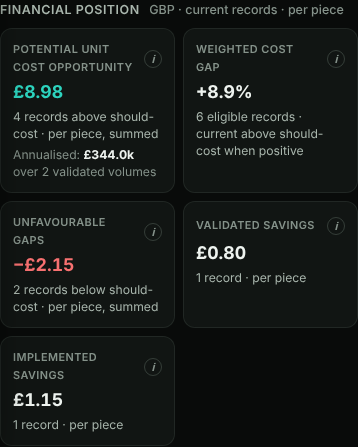 FINANCIAL POSITION GBP · current records · per piece
POTENTIAL UNIT
COST OPPORTUNITY i
£8.98
4 records above should-
cost · per piece, summed
Annualised: £344.0k
over 2 validated volumes
WEIGHTED COST
GAP i
+8.9%
6 eligible records ·
current above should-
cost when positive
UNFAVOURABLE
GAPS i
−£2.15
2 records below should-
cost · per piece, summed
VALIDATED SAVINGS i
£0.80
1 record · per piece
IMPLEMENTED
SAVINGS i
£1.15
1 record · per piece